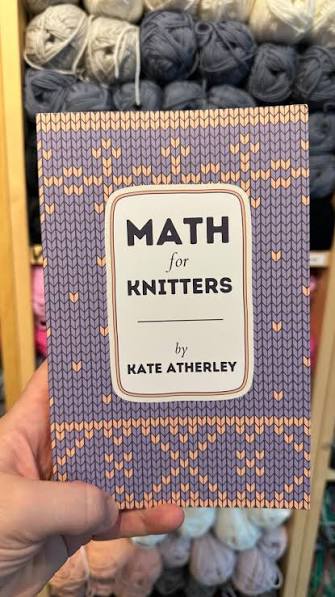 MATH
for
KNITTERS
by
KATE ATHERLEY